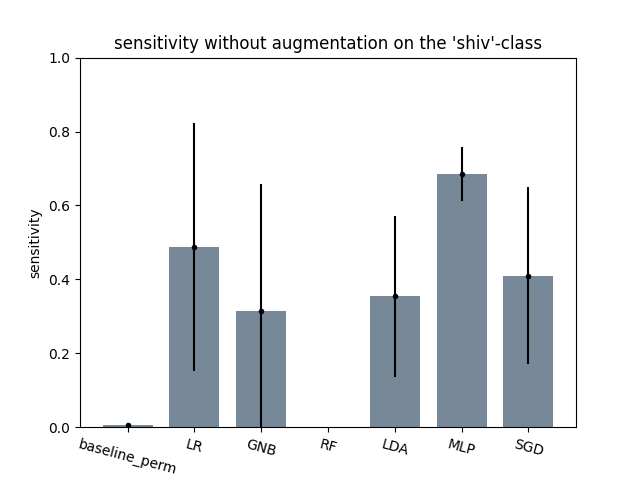 sensitivity without augmentation on the 'shiv'-class
1.0
0.8
0.6
0.4
0.2
0.0
sensitivity
baseline_perm
LR
GNB
RF
LDA
MLP
SGD